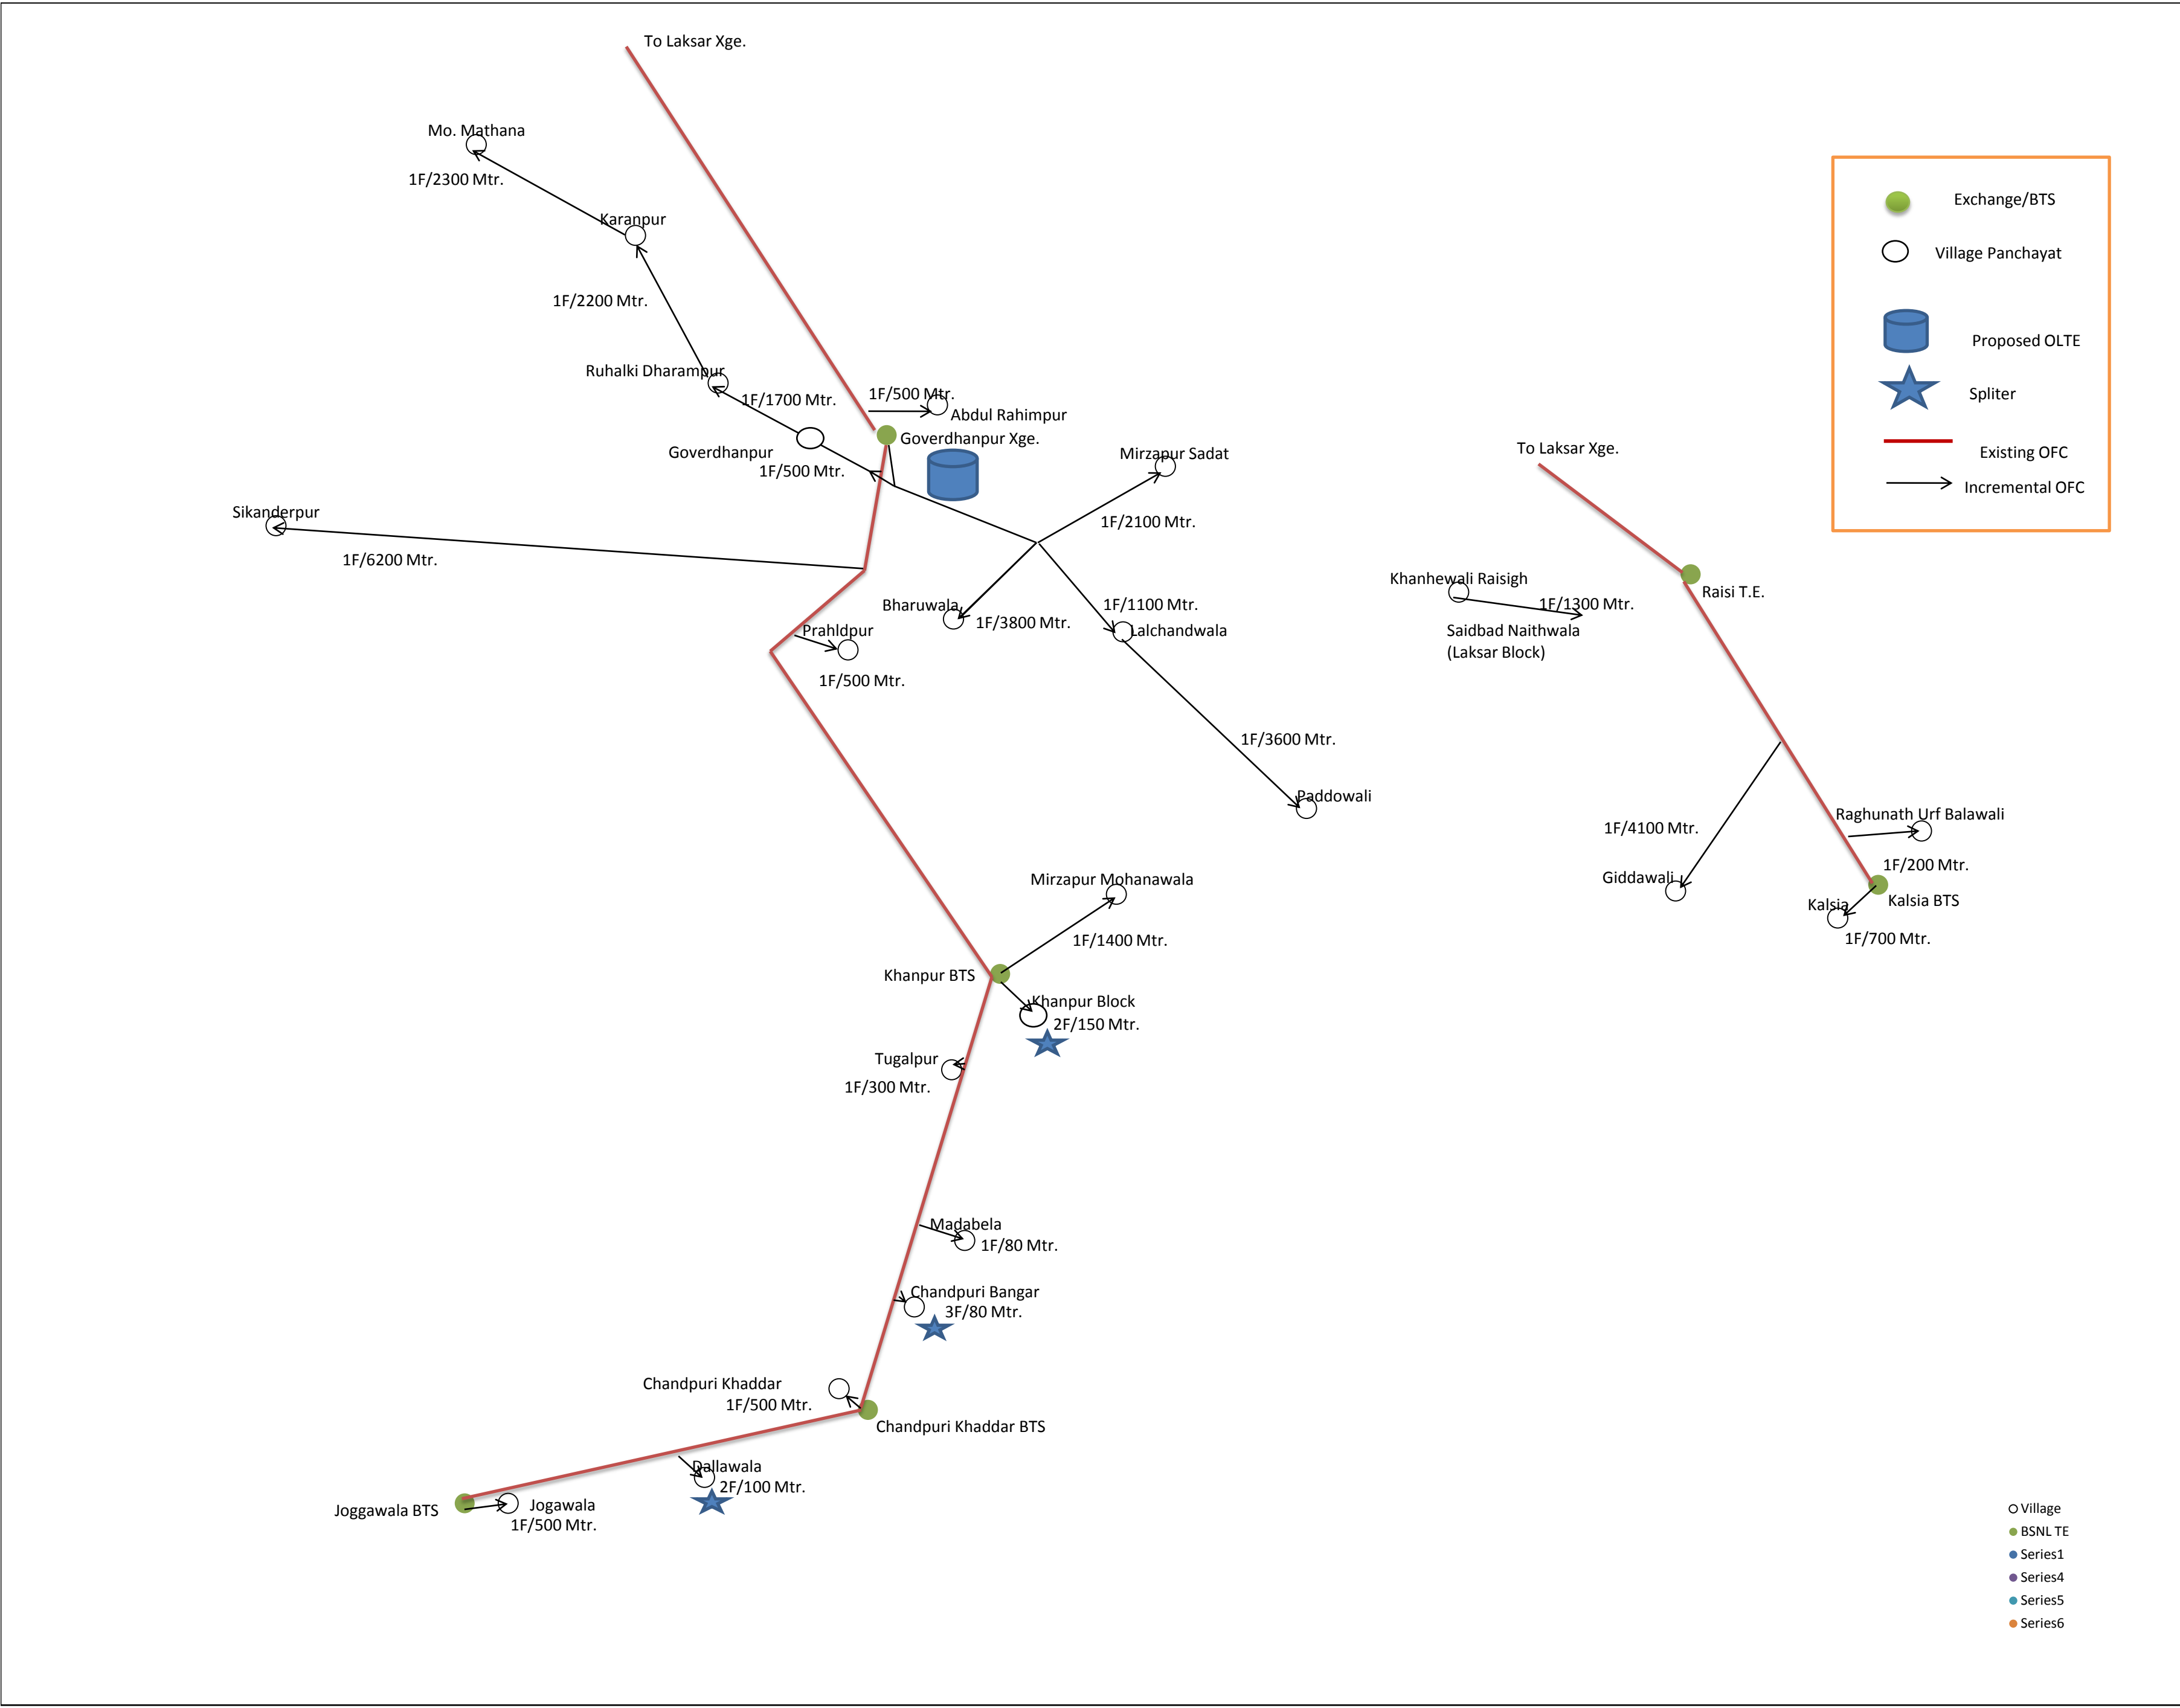 To Laksar Xge.
Mo. Mathana
1F/2300 Mtr.
Karanpur
1F/2200 Mtr.
Ruhalki Dharampur
1F/1700 Mtr.
1F/500 Mtr.
Abdul Rahimpur
Goverdhanpur Xge.
Goverdhanpur
1F/500 Mtr.
Mirzapur Sadat
1F/2100 Mtr.
Sikanderpur
1F/6200 Mtr.
Bharuwala
1F/3800 Mtr.
1F/1100 Mtr.
Lalchandwala
Prahldpur
1F/500 Mtr.
1F/3600 Mtr.
Paddowali
Mirzapur Mohanawala
1F/1400 Mtr.
Khanpur BTS
Khanpur Block
2F/150 Mtr.
Tugalpur
1F/300 Mtr.
Madabela
1F/80 Mtr.
Chandpuri Bangar
3F/80 Mtr.
Chandpuri Khaddar
1F/500 Mtr.
Chandpuri Khaddar BTS
Dallawala
2F/100 Mtr.
Joggawala BTS
Jogawala
1F/500 Mtr.
To Laksar Xge.
Khanhewali Raisigh
1F/1300 Mtr.
Raisi T.E.
Saidbad Naithwala
(Laksar Block)
1F/4100 Mtr.
Giddawali
Raghunath Urf Balawali
1F/200 Mtr.
Kalsia BTS
Kalsia
1F/700 Mtr.
Exchange/BTS
Village Panchayat
Proposed OLTE
Spliter
Existing OFC
Incremental OFC
Village
BSNL TE
Series1
Series4
Series5
Series6